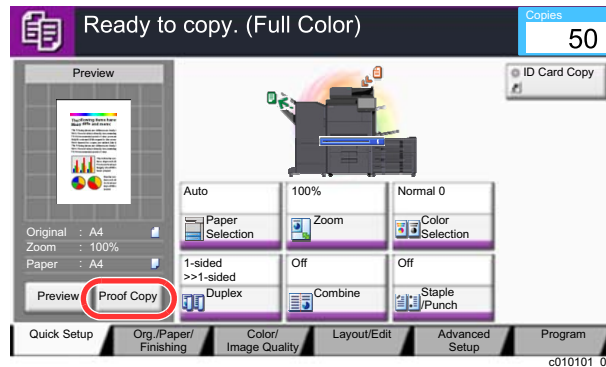 Ready to copy. (Full Color)
Copies
50
Preview
ID Card Copy
Original : A4
Zoom : 100%
Paper : A4
Preview
Proof Copy
Auto
Paper
Selection
100%
Zoom
Normal 0
Color
Selection
1-sided
>>1-sided
Duplex
Off
Combine
Off
Staple
/Punch
Quick Setup
Org./Paper/
Finishing
Color/
Image Quality
Layout/Edit
Advanced
Setup
Program
c010101_0